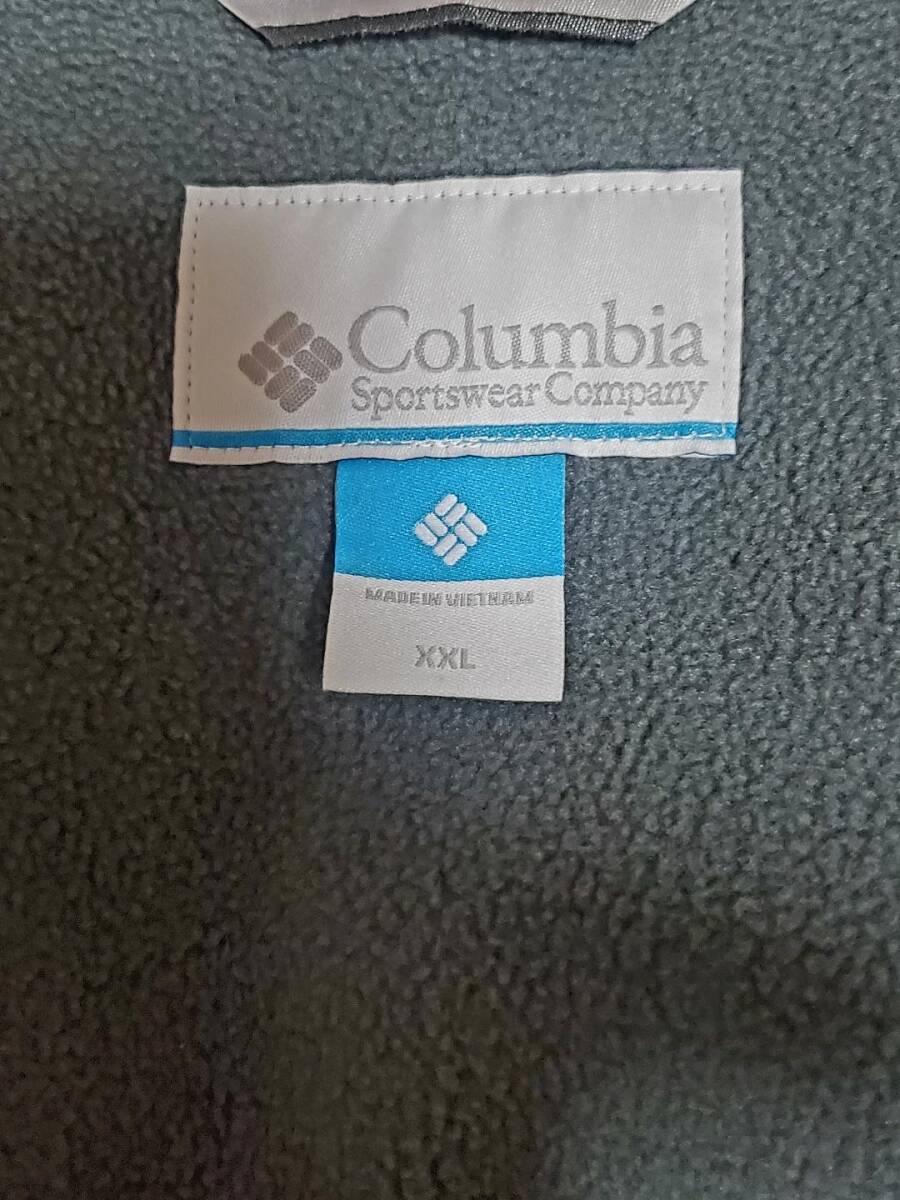 Columbia
Sportswear Company
MADE IN VIETNAM
XXL